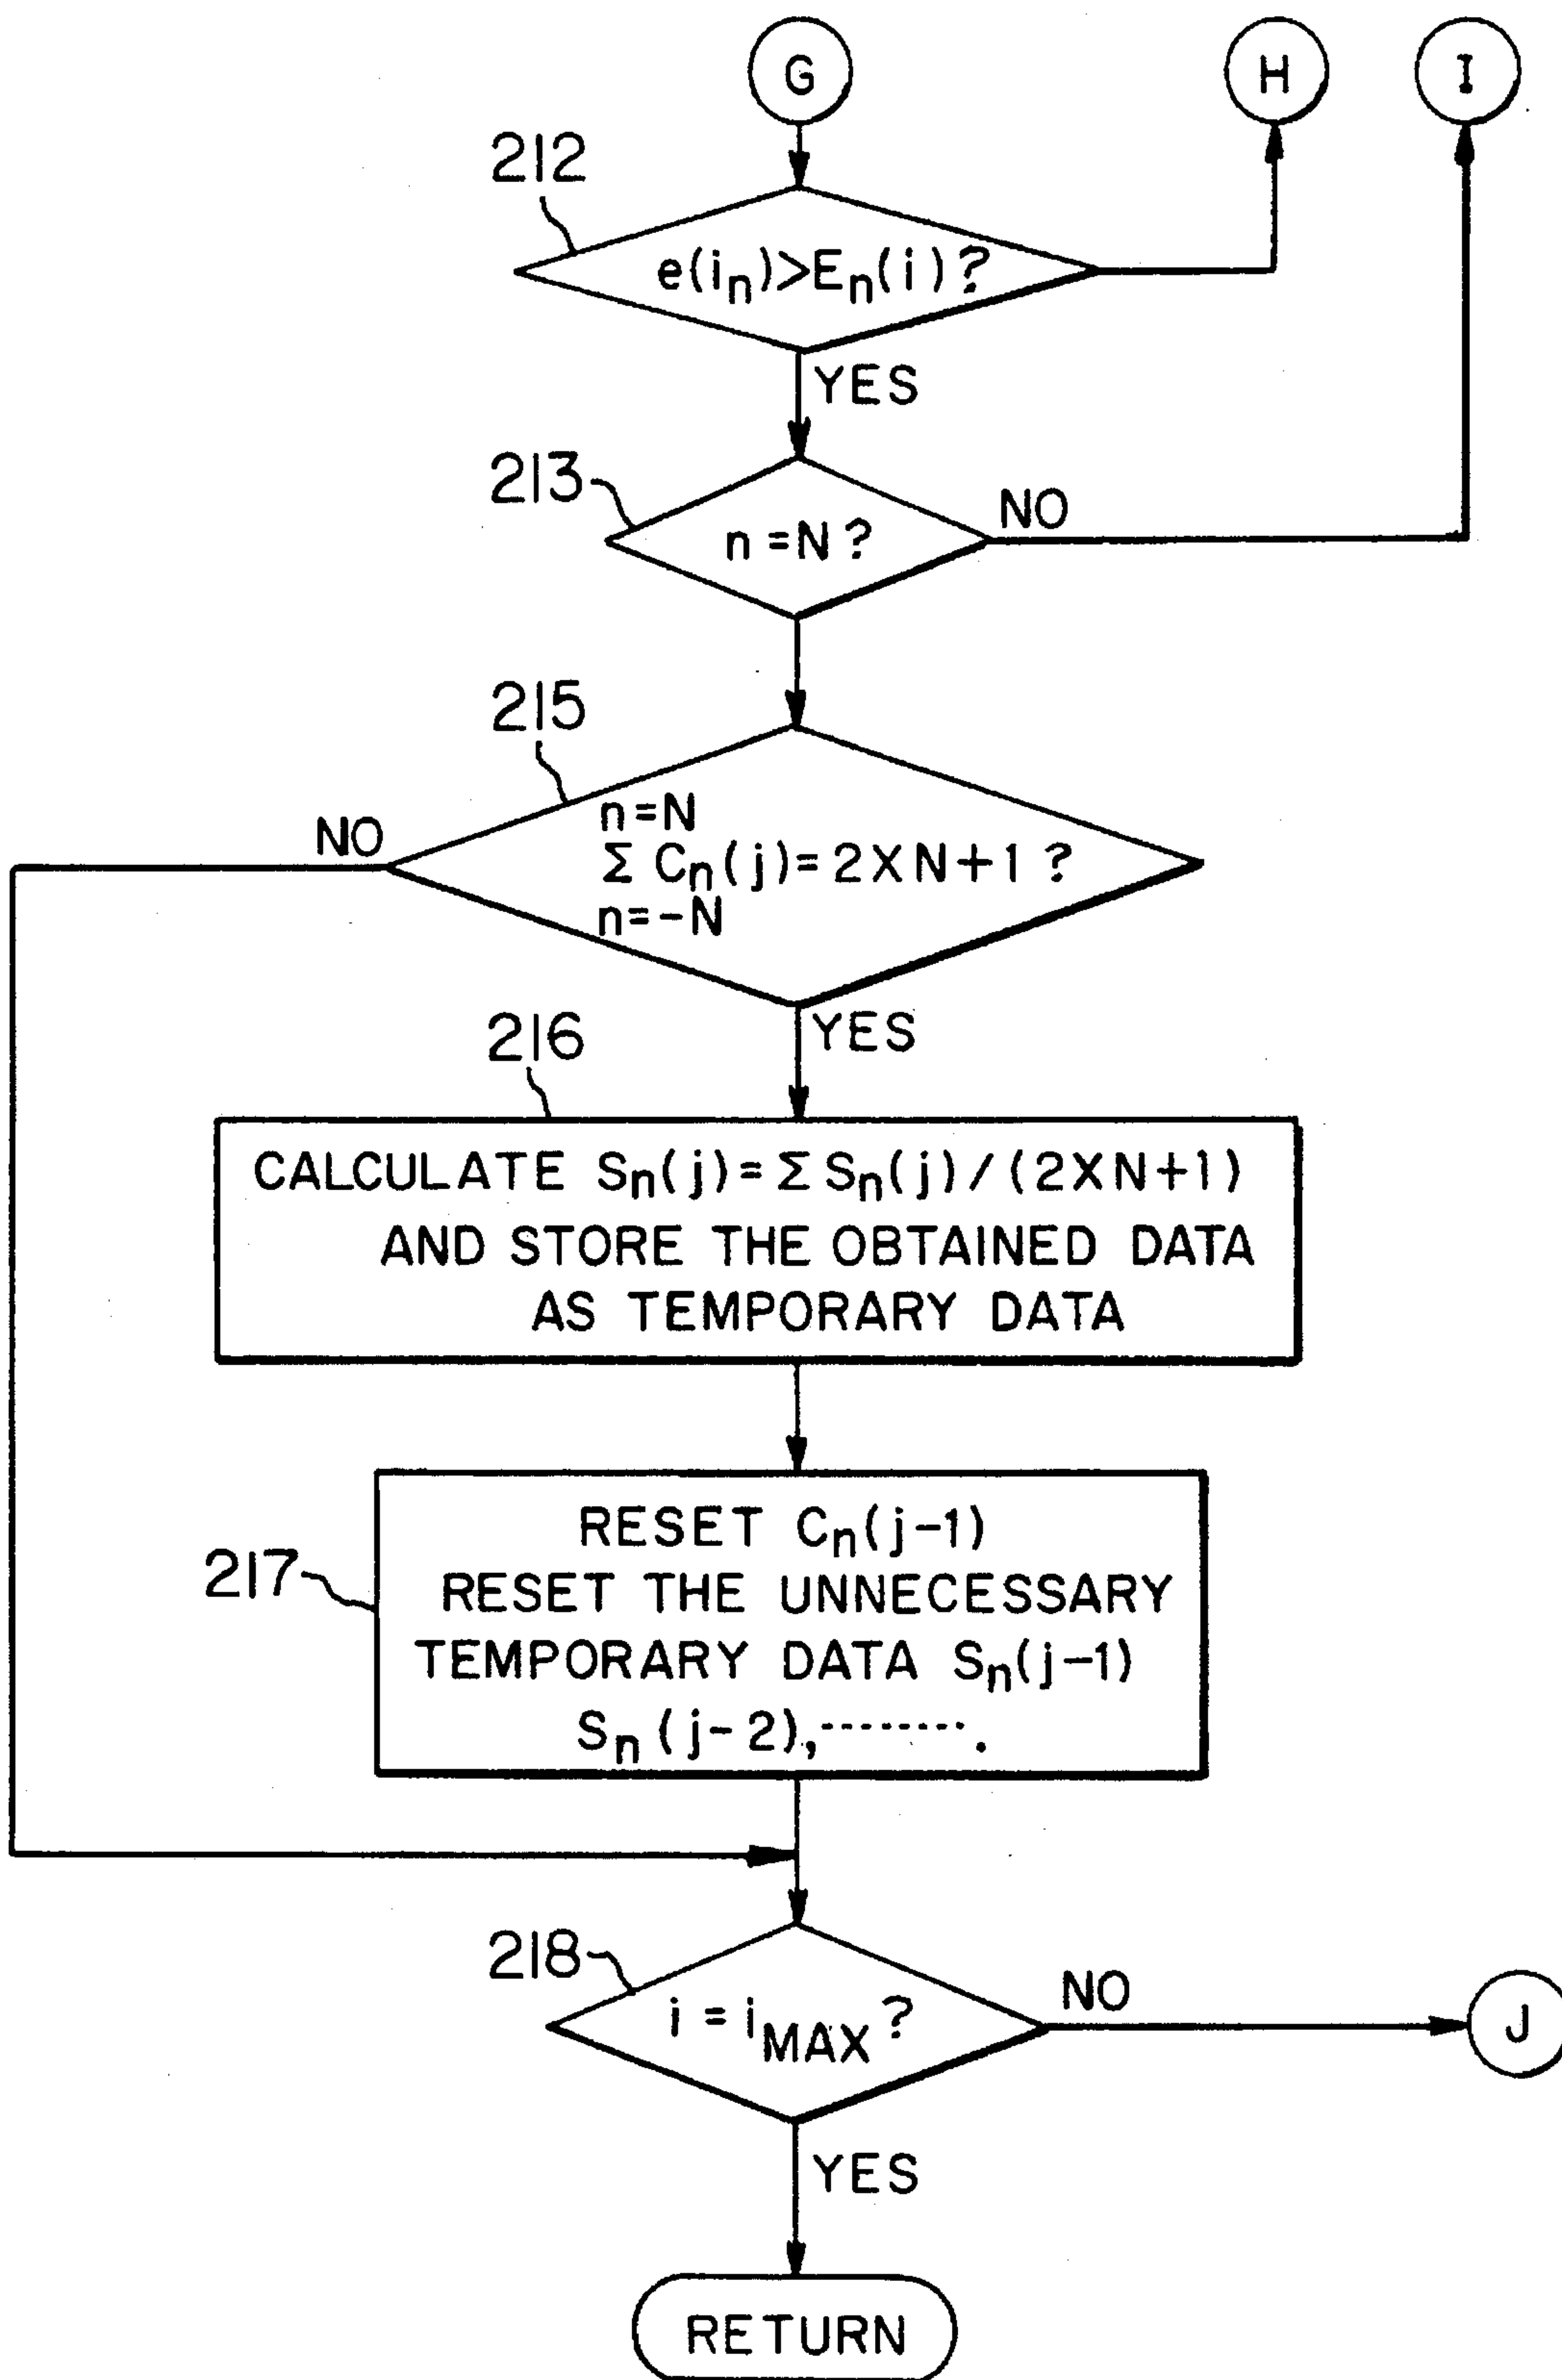 G
H
I
212
e(in)>En(i)?
YES
213
n=N?
NO
215
n=N
Σ Cn(j)=2XN+1?
n=-N
NO
YES
216
CALCULATE Sn(j)=ΣSn(j)/(2XN+1)
AND STORE THE OBTAINED DATA
AS TEMPORARY DATA
217
RESET Cn(j-1)
RESET THE UNNECESSARY
TEMPORARY DATA Sn(j-1)
Sn(j-2),--------.
218
i=iMAX?
NO
J
YES
RETURN